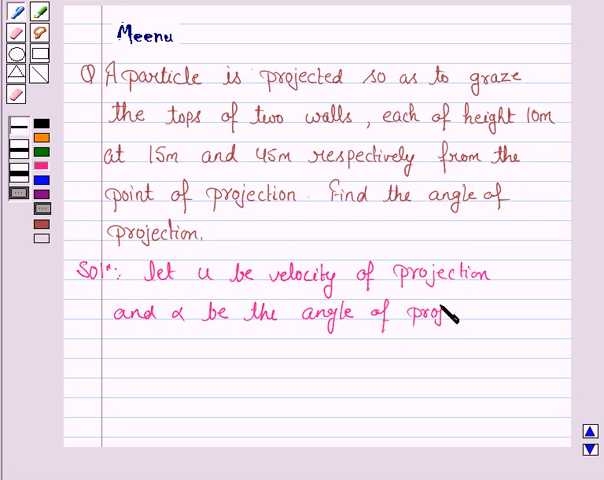 Meenu
Q A particle is projected so as to graze
the tops of two walls, each of height 10m
at 15m and 45m respectively from the
point of projection. Find the angle of
projection.
Solⁿ: let u be velocity of projection
and α be the angle of proj